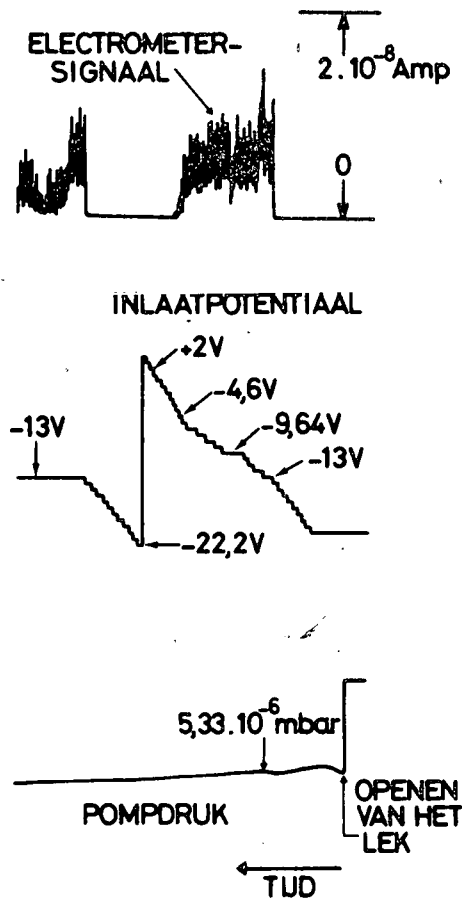 ELECTROMETER-
SIGNAAL
2.10⁻⁸Amp
0
INLAATPOTENTIAAL
+2V
-4,6V
-13V
-9,64V
-13V
-22,2V
5,33.10⁻⁶mbar
POMPDRUK
OPENEN
VAN HET
LEK
TIJD